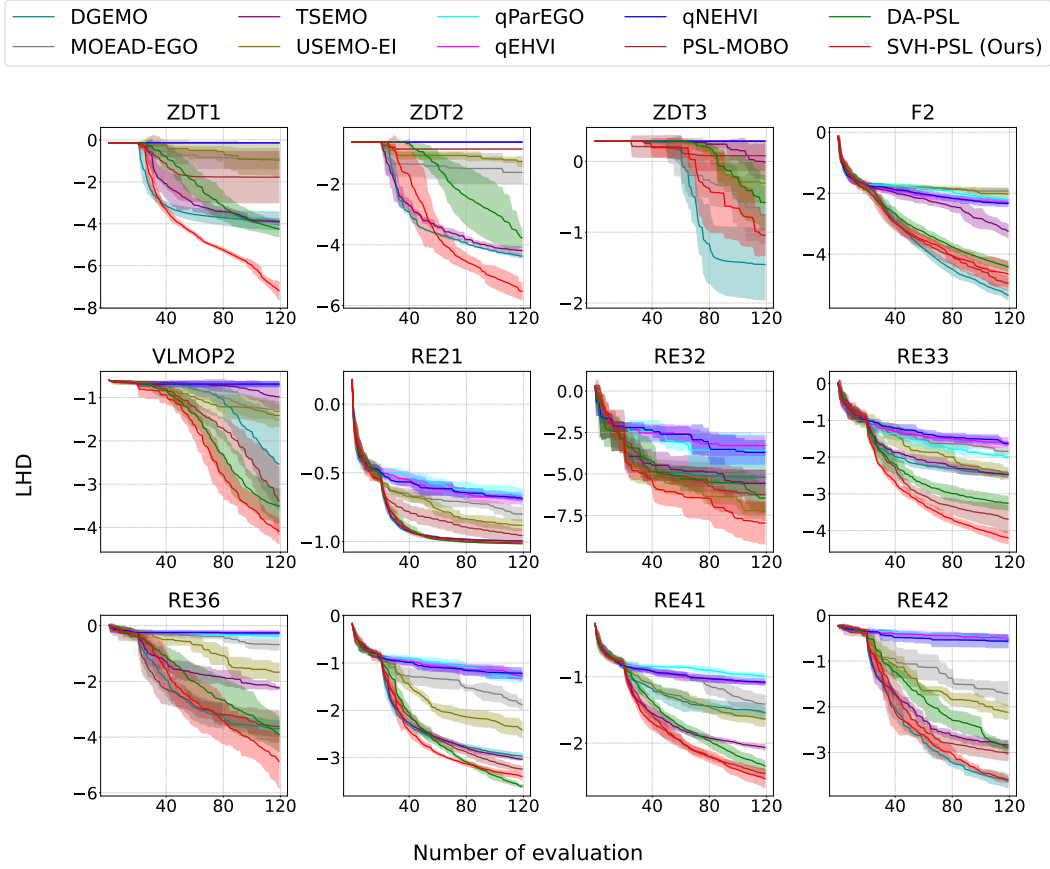 DGEMO TSEMO qParEGO qNEHVI DA-PSL
MOEAD-EGO USEMO-EI qEHVI PSL-MOBO SVH-PSL (Ours)
ZDT1 ZDT2 ZDT3 F2
0 −2 −4 −6 −8
40 80 120
−2 −4 −6
40 80 120
0 −1 −2
40 80 120
0 −2 −4
40 80 120
VLMOP2 RE21 RE32 RE33
−1 −2 −3 −4
40 80 120
0.0 −0.5 −1.0
40 80 120
0.0 −2.5 −5.0 −7.5
40 80 120
0 −1 −2 −3 −4
40 80 120
LHD
RE36 RE37 RE41 RE42
0 −2 −4 −6
40 80 120
0 −1 −2 −3
40 80 120
−1 −2
40 80 120
0 −1 −2 −3
40 80 120
Number of evaluation